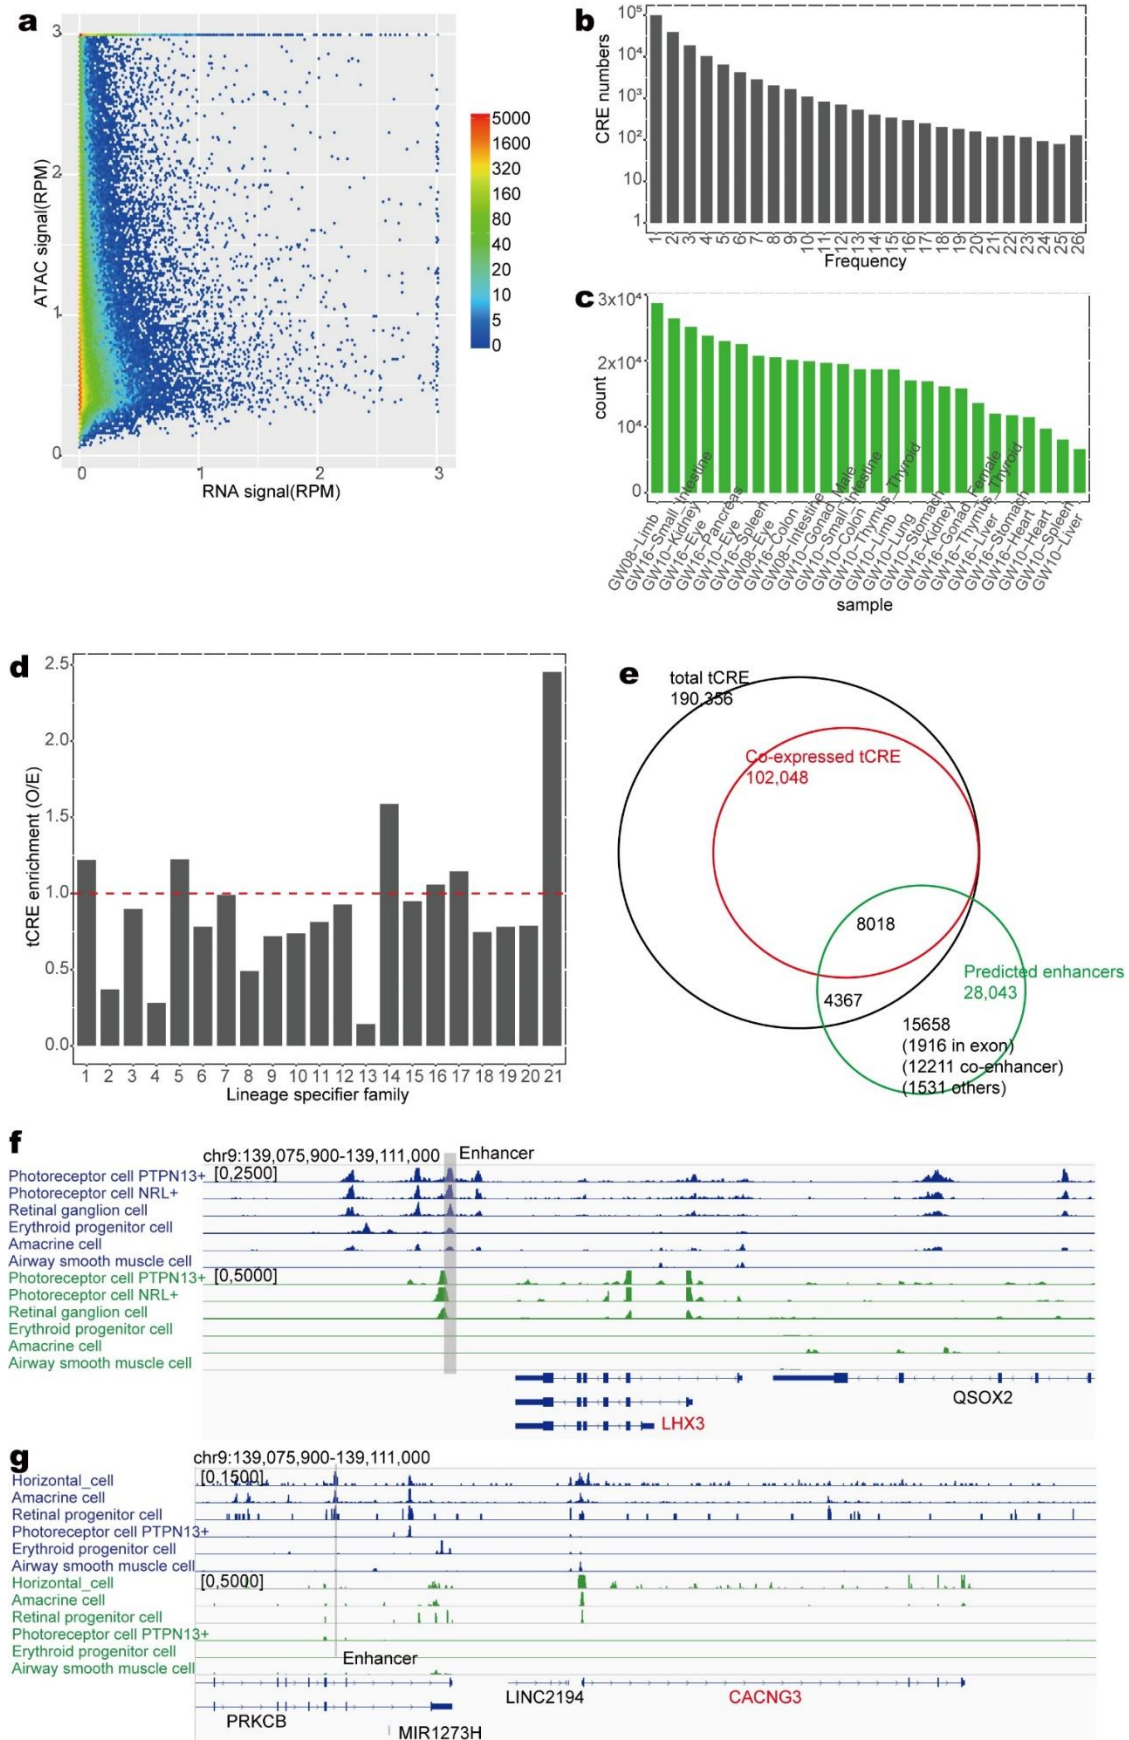 a
3
2
1
0
ATAC signal(RPM)
0
1
2
3
RNA signal(RPM)
5000
1600
320
160
80
40
20
10
5
0
b
10⁵
10⁴
10³
10²
10
1
CRE numbers
1 2 3 4 5 6 7 8 9 10 11 12 13 14 15 16 17 18 19 20 21 22 23 24 25 26
Frequency
c
3x10⁴
2x10⁴
10⁴
0
count
GW08-Limb
GW16-Small_Intestine
GW10-Kidney
GW16-Eye
GW16-Pancreas
GW10-Eye
GW16-Spleen
GW08-Eye
GW16-Colon
GW08-Intestine
GW10-Gonad_Male
GW10-Small_Intestine
GW10-Colon
GW10-Thymus_Thyroid
GW10-Limb
GW10-Lung
GW10-Stomach
GW16-Kidney
GW16-Gonad_Female
GW16-Thymus_Thyroid
GW16-Liver
GW16-Stomach
GW16-Heart
GW10-Heart
GW10-Spleen
GW10-Liver
sample
d
2.5
2.0
1.5
1.0
0.5
0.0
tCRE enrichment (O/E)
1 2 3 4 5 6 7 8 9 10 11 12 13 14 15 16 17 18 19 20 21
Lineage specifier family
e
total tCRE
190,356
Co-expressed tCRE
102,048
8018
Predicted enhancers
28,043
4367
15658
(1916 in exon)
(12211 co-enhancer)
(1531 others)
f
chr9:139,075,900-139,111,000 Enhancer
Photoreceptor cell PTPN13+ [0,2500]
Photoreceptor cell NRL+
Retinal ganglion cell
Erythroid progenitor cell
Amacrine cell
Airway smooth muscle cell
Photoreceptor cell PTPN13+ [0,5000]
Photoreceptor cell NRL+
Retinal ganglion cell
Erythroid progenitor cell
Amacrine cell
Airway smooth muscle cell
QSOX2
LHX3
g
chr9:139,075,900-139,111,000
Horizontal_cell [0,1500]
Amacrine cell
Retinal progenitor cell
Photoreceptor cell PTPN13+
Erythroid progenitor cell
Airway smooth muscle cell
Horizontal_cell [0,5000]
Amacrine cell
Retinal progenitor cell
Photoreceptor cell PTPN13+
Erythroid progenitor cell
Enhancer
Airway smooth muscle cell
LINC2194 CACNG3
PRKCB
MIR1273H